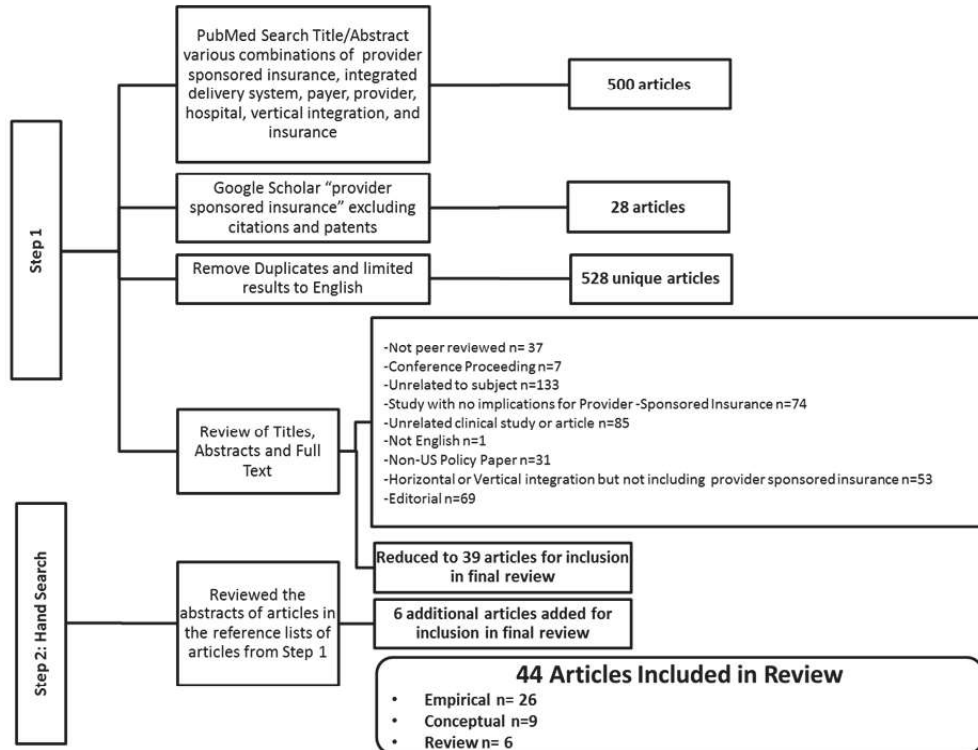 Step 1
PubMed Search Title/Abstract
various combinations of provider
sponsored insurance, integrated
delivery system, payer, provider,
hospital, vertical integration, and
insurance
500 articles
Google Scholar “provider
sponsored insurance” excluding
citations and patents
28 articles
Remove Duplicates and limited
results to English
528 unique articles
Review of Titles,
Abstracts and Full
Text
-Not peer reviewed n= 37
-Conference Proceeding n=7
-Unrelated to subject n=133
-Study with no implications for Provider -Sponsored Insurance n=74
-Unrelated clinical study or article n=85
-Not English n=1
-Non-US Policy Paper n=31
-Horizontal or Vertical integration but not including provider sponsored insurance n=53
-Editorial n=69
Reduced to 39 articles for inclusion
in final review
Step 2: Hand Search
Reviewed the
abstracts of articles in
the reference lists of
articles from Step 1
6 additional articles added for
inclusion in final review
44 Articles Included in Review
• Empirical n= 26
• Conceptual n=9
• Review n= 6